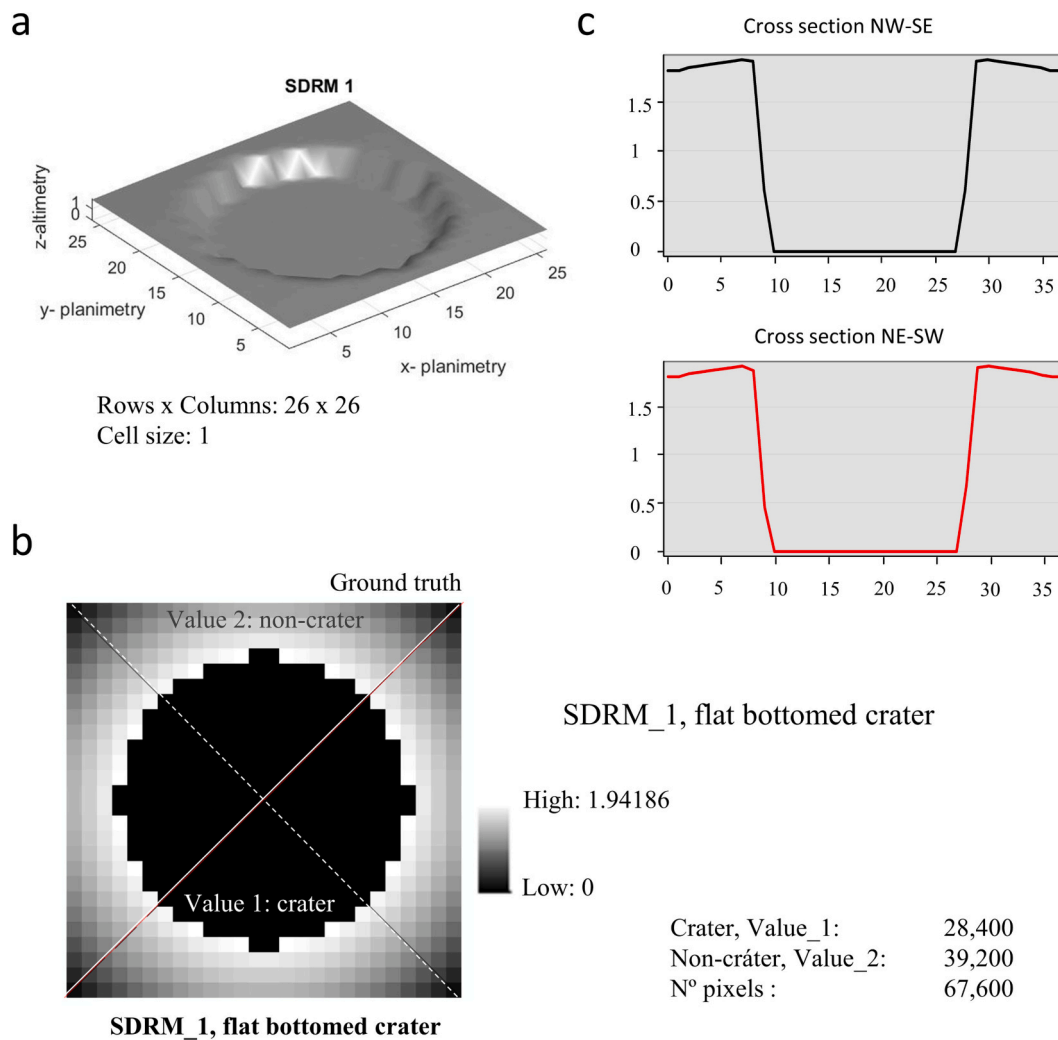 a
SDRM 1
z-altimetry
1
0
25
20
15
10
5
y- planimetry
5
10
15
20
25
x- planimetry
Rows x Columns: 26 x 26
Cell size: 1
c
Cross section NW-SE
1.5
1
0.5
0
0 5 10 15 20 25 30 35
Cross section NE-SW
1.5
1
0.5
0
0 5 10 15 20 25 30 35
b
Ground truth
Value 2: non-crater
Value 1: crater
SDRM_1, flat bottomed crater
High: 1.94186
Low: 0
SDRM_1, flat bottomed crater
Crater, Value_1: 28,400
Non-cráter, Value_2: 39,200
Nº pixels : 67,600